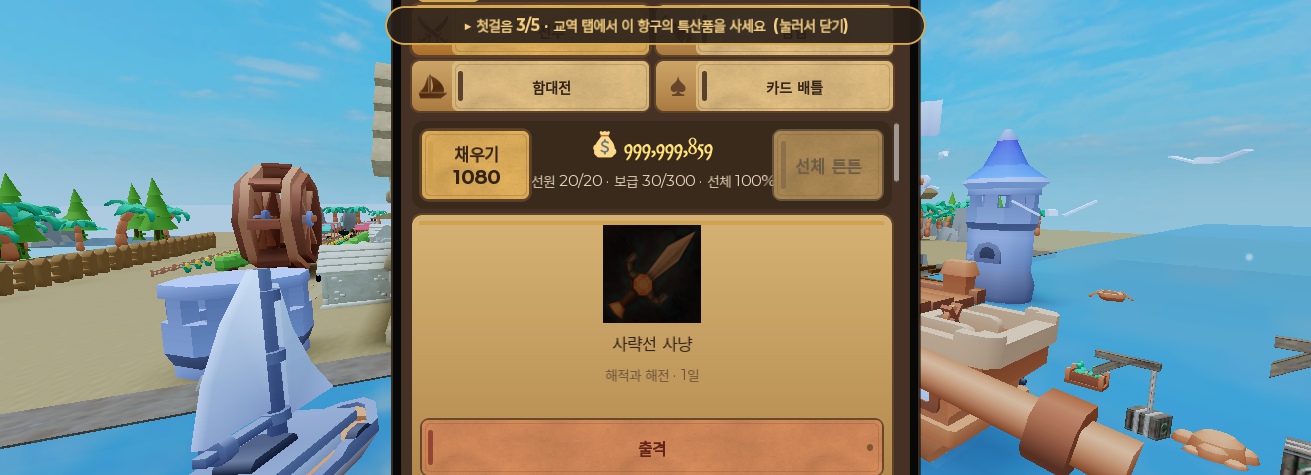 ▸ 첫걸음 3/5 · 교역 탭에서 이 항구의 특산품을 사세요 (눌러서 닫기)
함대전
카드 배틀
채우기
1080
999,999,859
선원 20/20 · 보급 30/300 · 선체 100%
선체 튼튼
사략선 사냥
해적과 해전 · 1일
출격